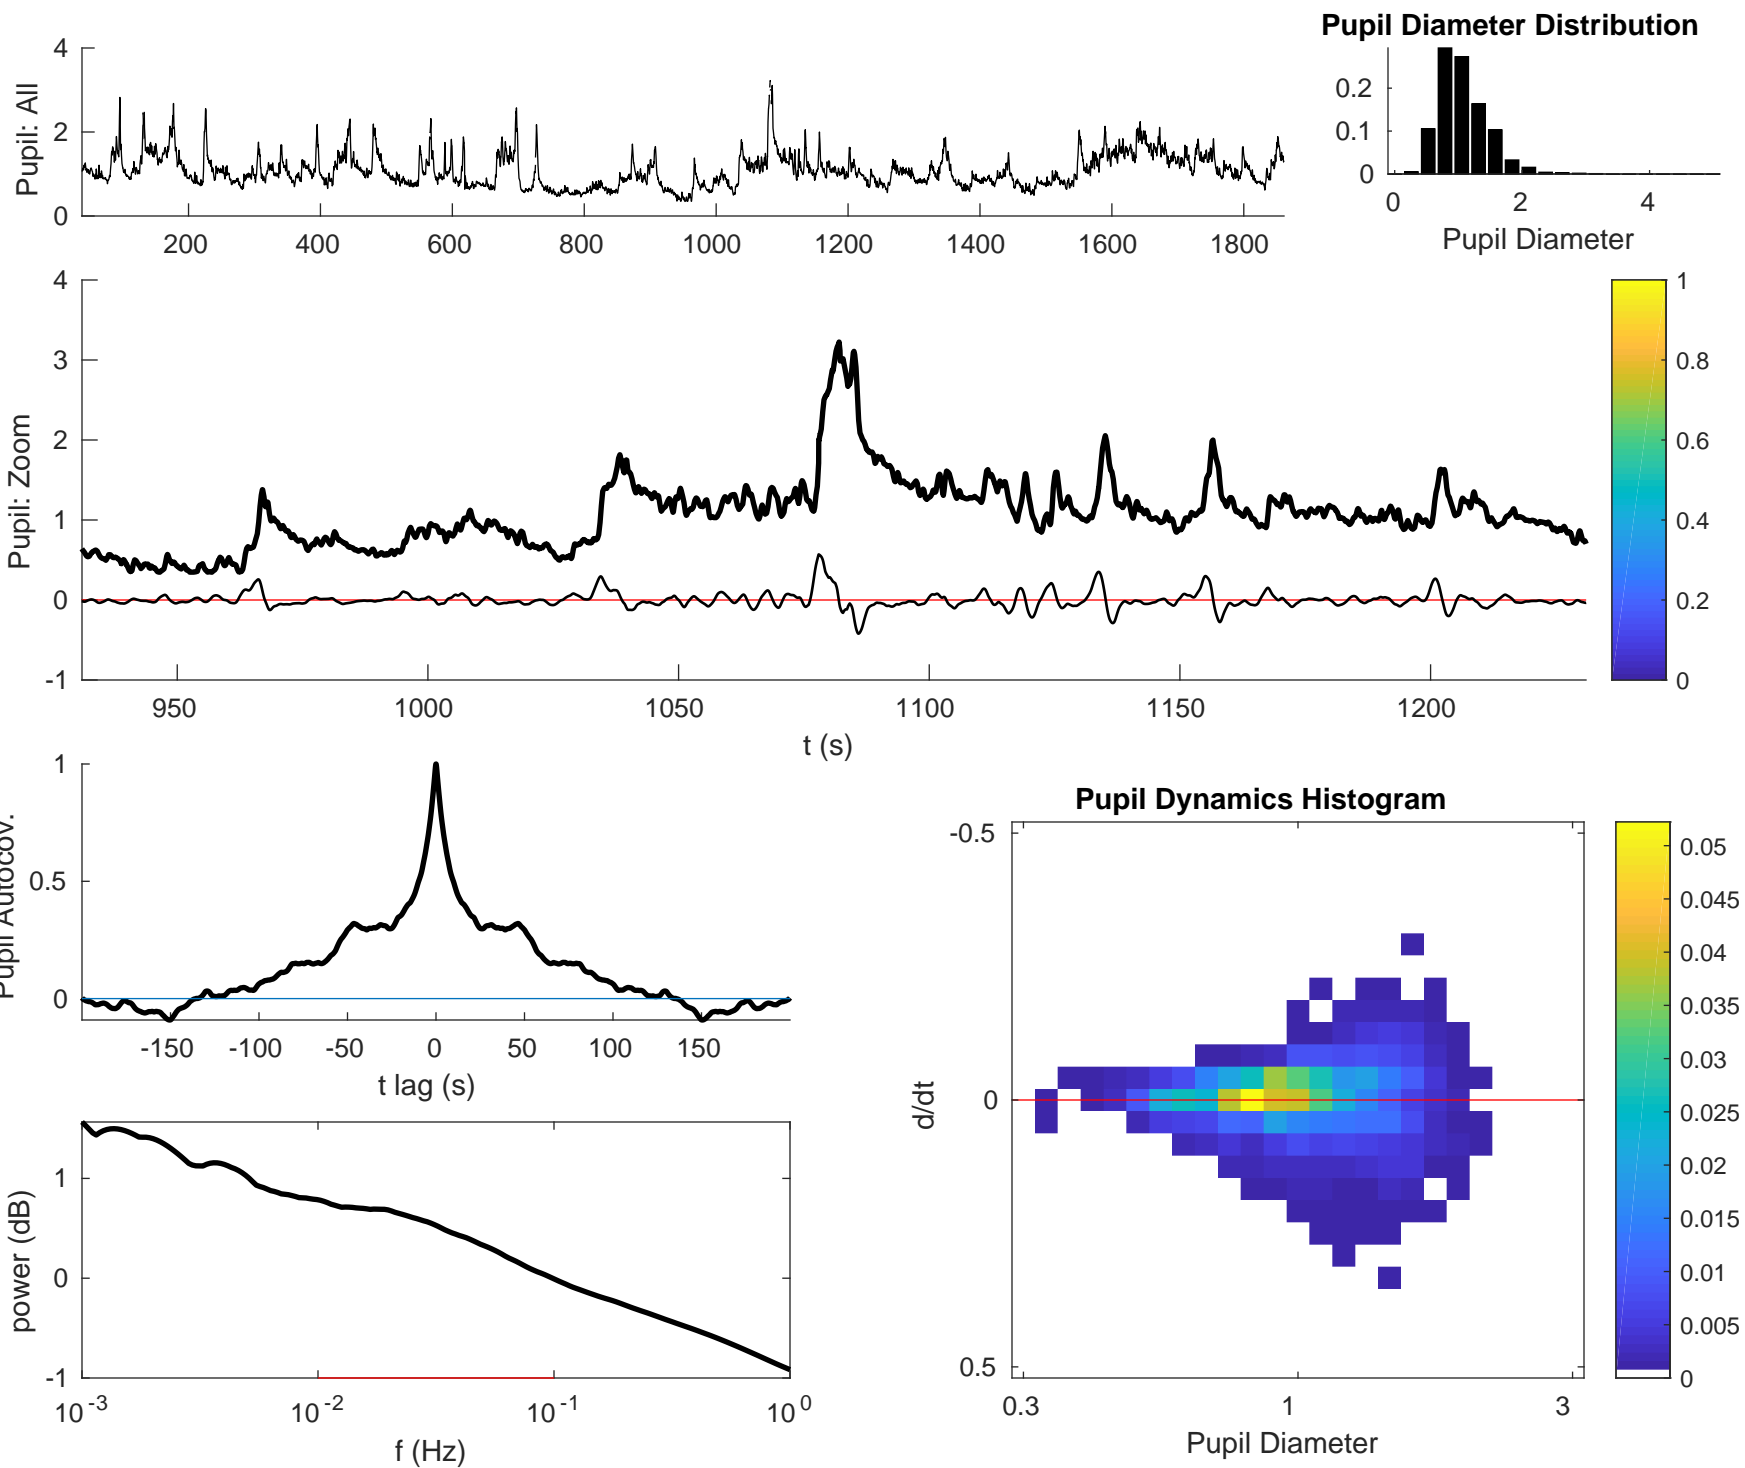 Pupil Diameter Distribution
Pupil: All
4
2
0
200 400 600 800 1000 1200 1400 1600 1800
0.2
0.1
0
0 2 4
Pupil Diameter
Pupil: Zoom
4
3
2
1
0
-1
950 1000 1050 1100 1150 1200
t (s)
1
0.8
0.6
0.4
0.2
0
Pupil Autocov.
1
0.5
0
-150 -100 -50 0 50 100 150
t lag (s)
power (dB)
1
0
-1
10-3 10-2 10-1 100
f (Hz)
Pupil Dynamics Histogram
d/dt
-0.5
0
0.5
0.3 1 3
Pupil Diameter
0.05
0.045
0.04
0.035
0.03
0.025
0.02
0.015
0.01
0.005
0